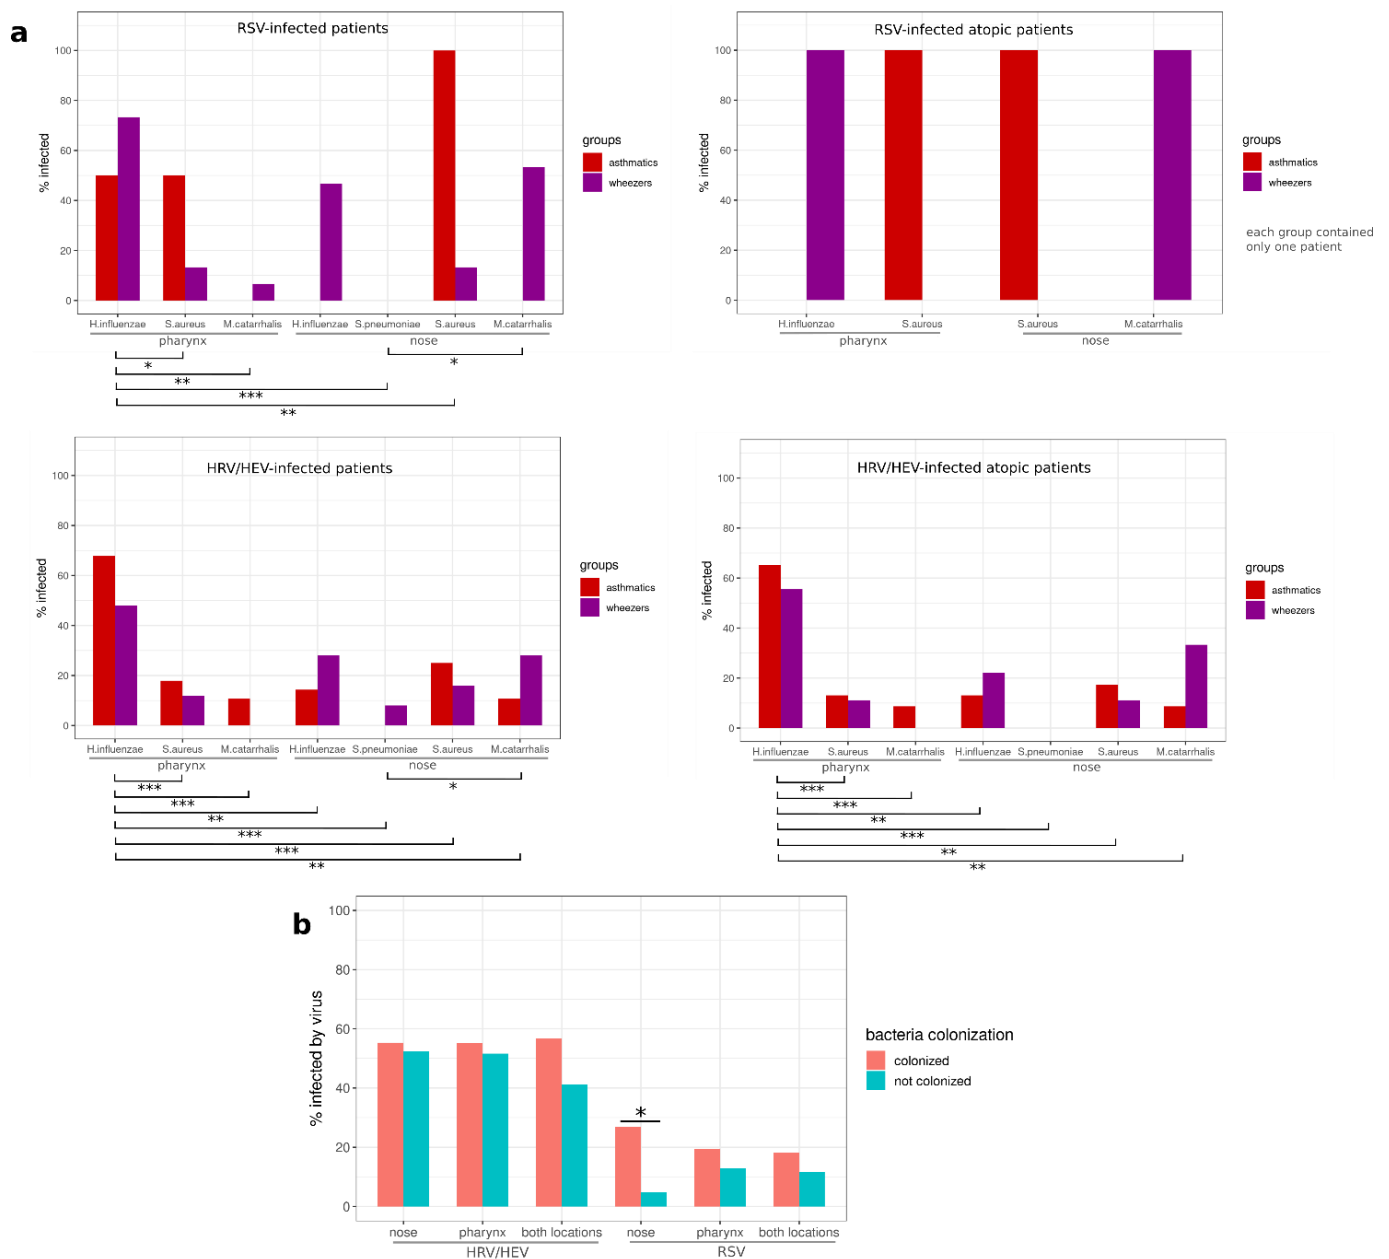 a
RSV-infected patients
% infected
100
80
60
40
20
0
H.influenzae S.aureus M.catarrhalis H.influenzae S.pneumoniae S.aureus M.catarrhalis
pharynx nose
*
*
**
***
**
groups
asthmatics
wheezers
RSV-infected atopic patients
% infected
100
80
60
40
20
0
H.influenzae S.aureus S.aureus M.catarrhalis
pharynx nose
groups
asthmatics
wheezers
each group contained
only one patient
HRV/HEV-infected patients
% infected
100
80
60
40
20
0
H.influenzae S.aureus M.catarrhalis H.influenzae S.pneumoniae S.aureus M.catarrhalis
pharynx nose
*** *
***
**
***
***
**
groups
asthmatics
wheezers
HRV/HEV-infected atopic patients
% infected
100
80
60
40
20
0
H.influenzae S.aureus M.catarrhalis H.influenzae S.pneumoniae S.aureus M.catarrhalis
pharynx nose
***
***
**
***
**
**
groups
asthmatics
wheezers
b
% infected by virus
100
80
60
40
20
0
*
nose pharynx both locations nose pharynx both locations
HRV/HEV RSV
bacteria colonization
colonized
not colonized